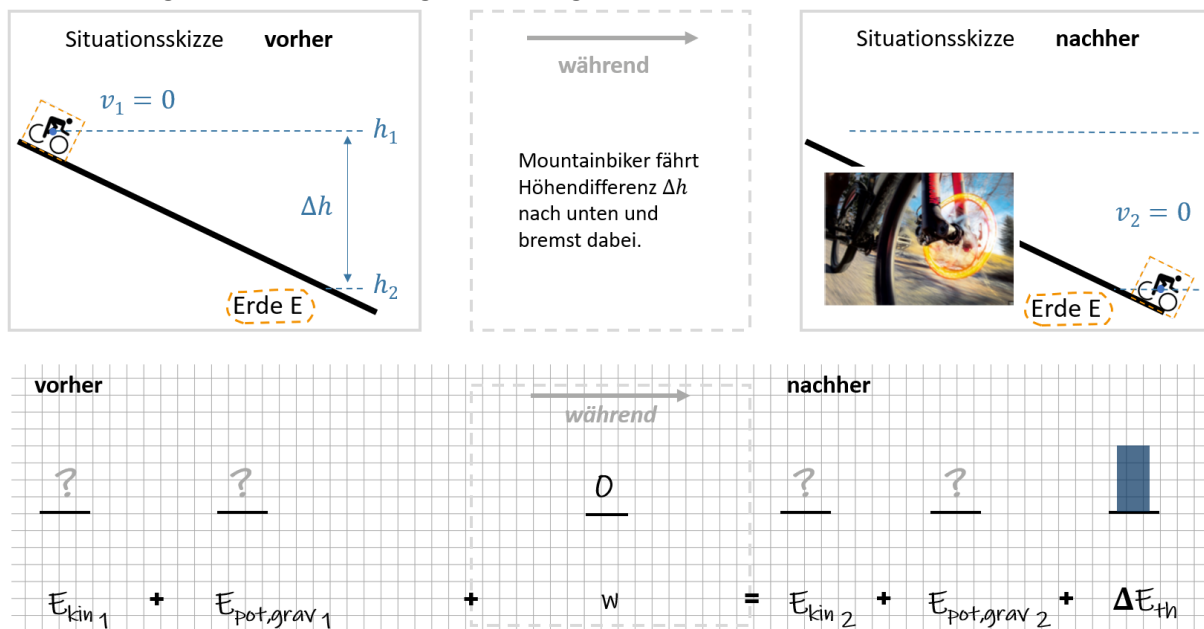 Situationsskizze vorher
v₁ = 0
h₁
Δh
h₂
Erde E
während
Mountainbiker fährt
Höhendifferenz Δh
nach unten und
bremst dabei.
Situationsskizze nachher
v₂ = 0
Erde E
vorher
während
nachher
? ? 0 ? ?
E_kin 1 + E_pot,grav 1 + W = E_kin 2 + E_pot,grav 2 + ΔE_th